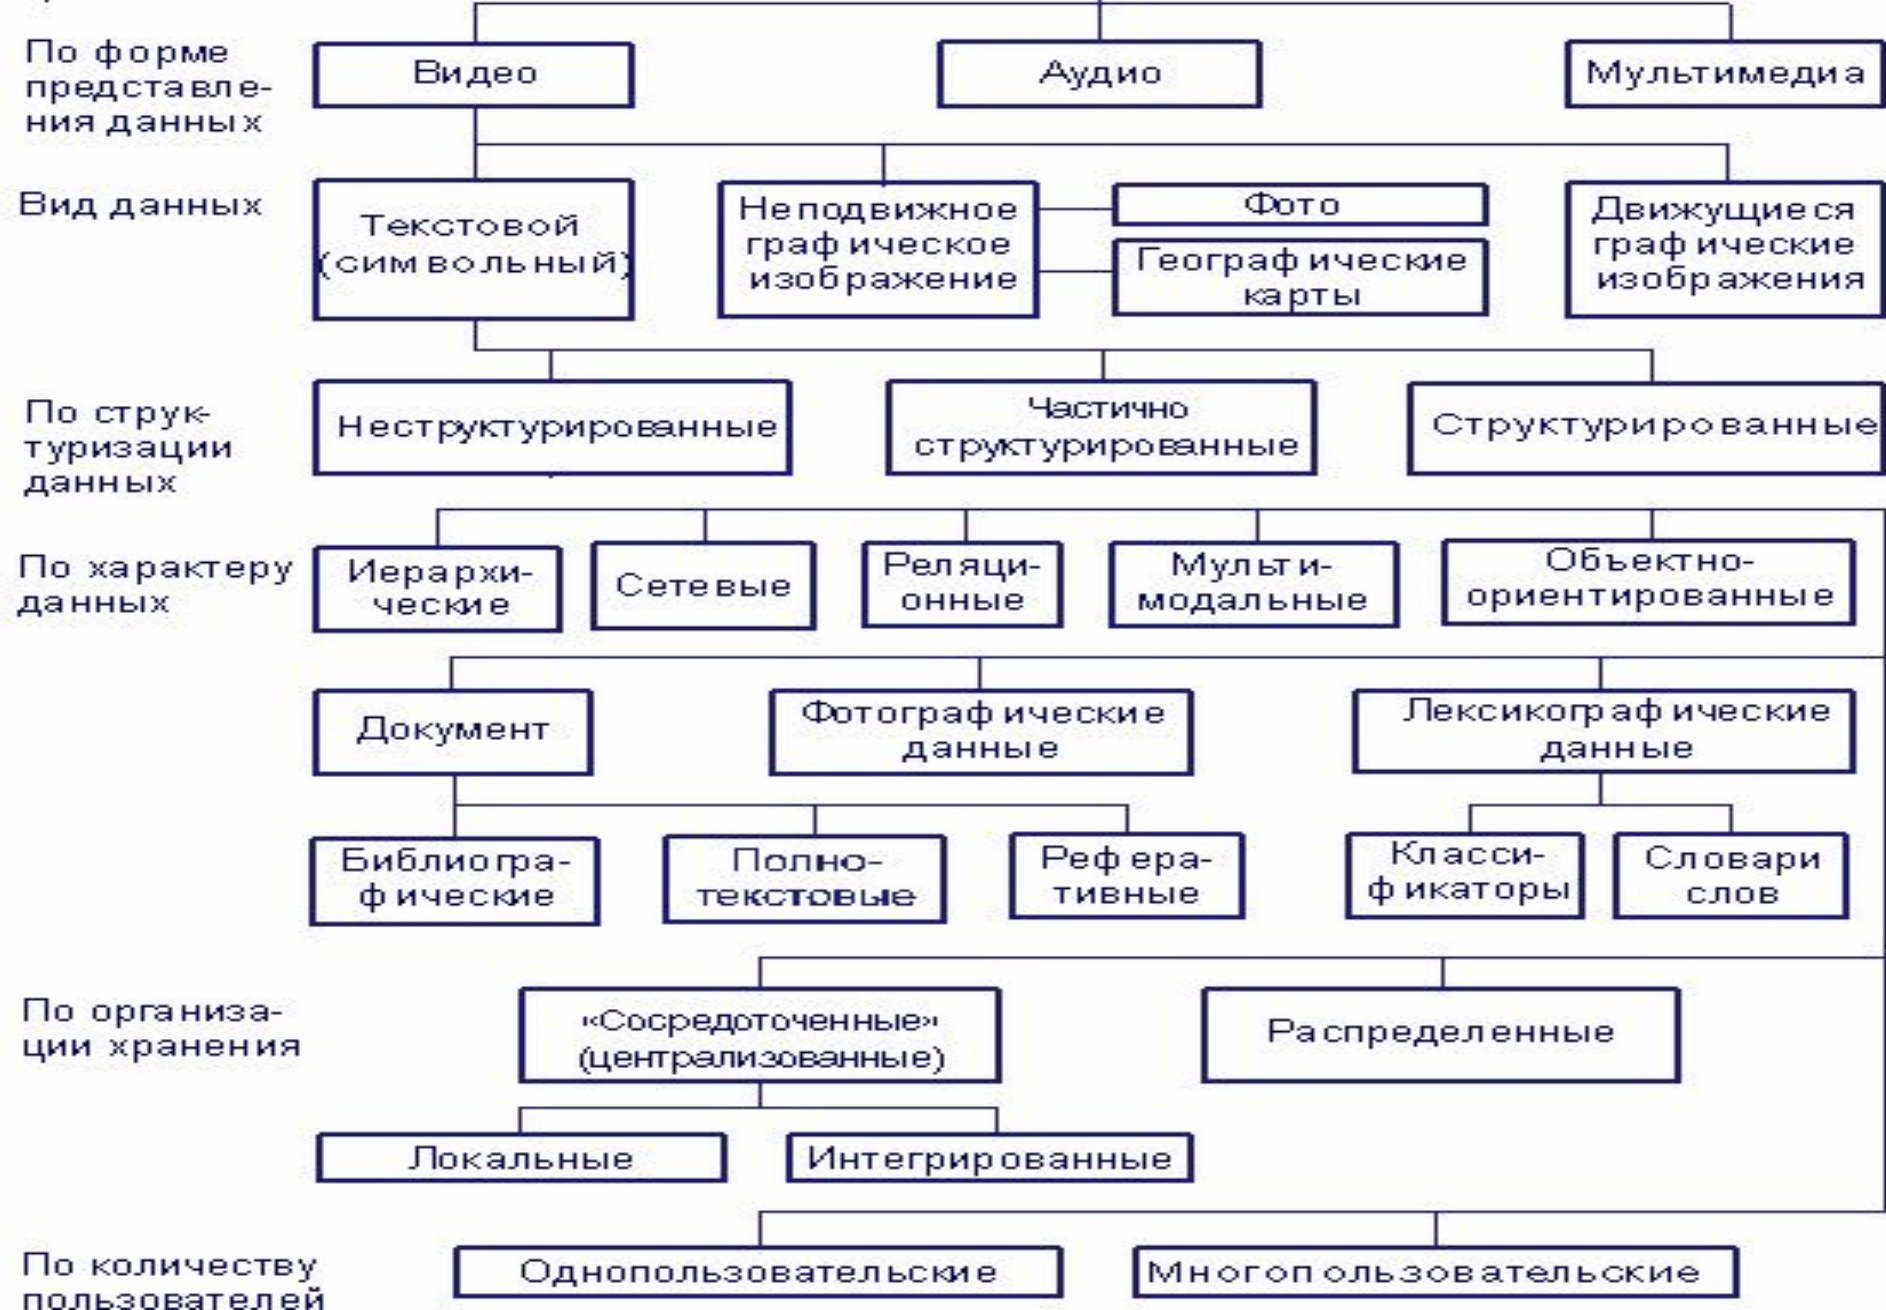 По форме
представле-
ния данных
Видео
Аудио
Мультимедиа
Вид данных
Текстовой
(символьный)
Неподвижное
графическое
изображение
Фото
Географические
карты
Движущиеся
графические
изображения
По струк-
туризации
данных
Неструктурированные
Частично
структурированные
Структурированные
По характеру
данных
Иерархи-
ческие
Сетевые
Реляци-
онные
Мульти-
модальные
Объектно-
ориентированные
Документ
Фотографические
данные
Лексикографические
данные
Библиогра-
фические
Полно-
текстовые
Рефера-
тивные
Класси-
фикаторы
Словари
слов
По организа-
ции хранения
«Сосредоточенные»
(централизованные)
Распределенные
Локальные
Интегрированные
По количеству
пользователей
Однопользовательские
Многопользовательские